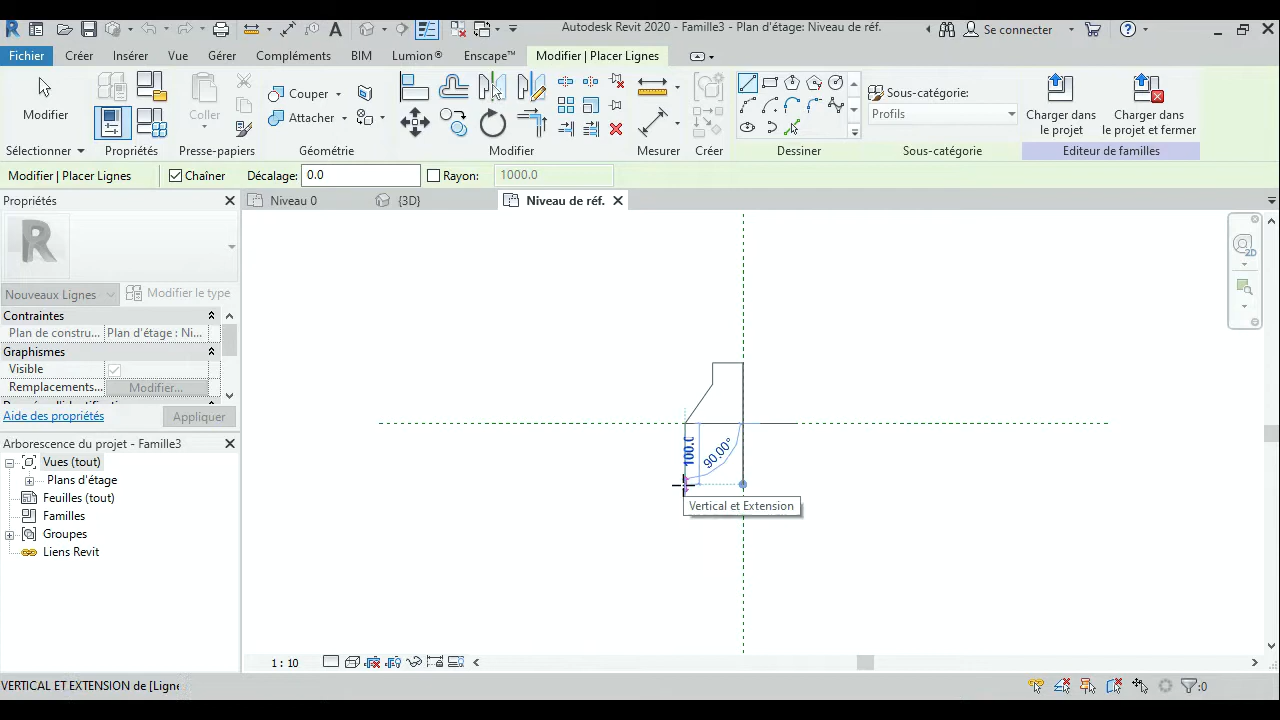 Autodesk Revit 2020 - Famille3 - Plan d'étage: Niveau de réf.
Se connecter
Fichier
Créer
Insérer
Vue
Gérer
Compléments
BIM
Lumion®
Enscape™
Modifier | Placer Lignes
Modifier
Coller
Couper
Attacher
Sous-catégorie:
Profils
Charger dans
le projet
Charger dans
le projet et fermer
Sélectionner
Propriétés
Presse-papiers
Géométrie
Modifier
Mesurer
Créer
Dessiner
Sous-catégorie
Editeur de familles
Modifier | Placer Lignes
Chaîner
Décalage:
0.0
Rayon:
1000.0
Propriétés
Niveau 0
{3D}
Niveau de réf.
R
Nouveaux Lignes
Modifier le type
Contraintes
Plan de constru...
Plan d'étage : Ni...
Graphismes
Visible
Remplacements...
Modifier...
Aide des propriétés
Appliquer
Arborescence du projet - Famille3
Vues (tout)
Plans d'étage
Feuilles (tout)
Familles
Groupes
Liens Revit
2D
100.0
90.00°
Vertical et Extension
1 : 10
VERTICAL ET EXTENSION de [Ligne
:0